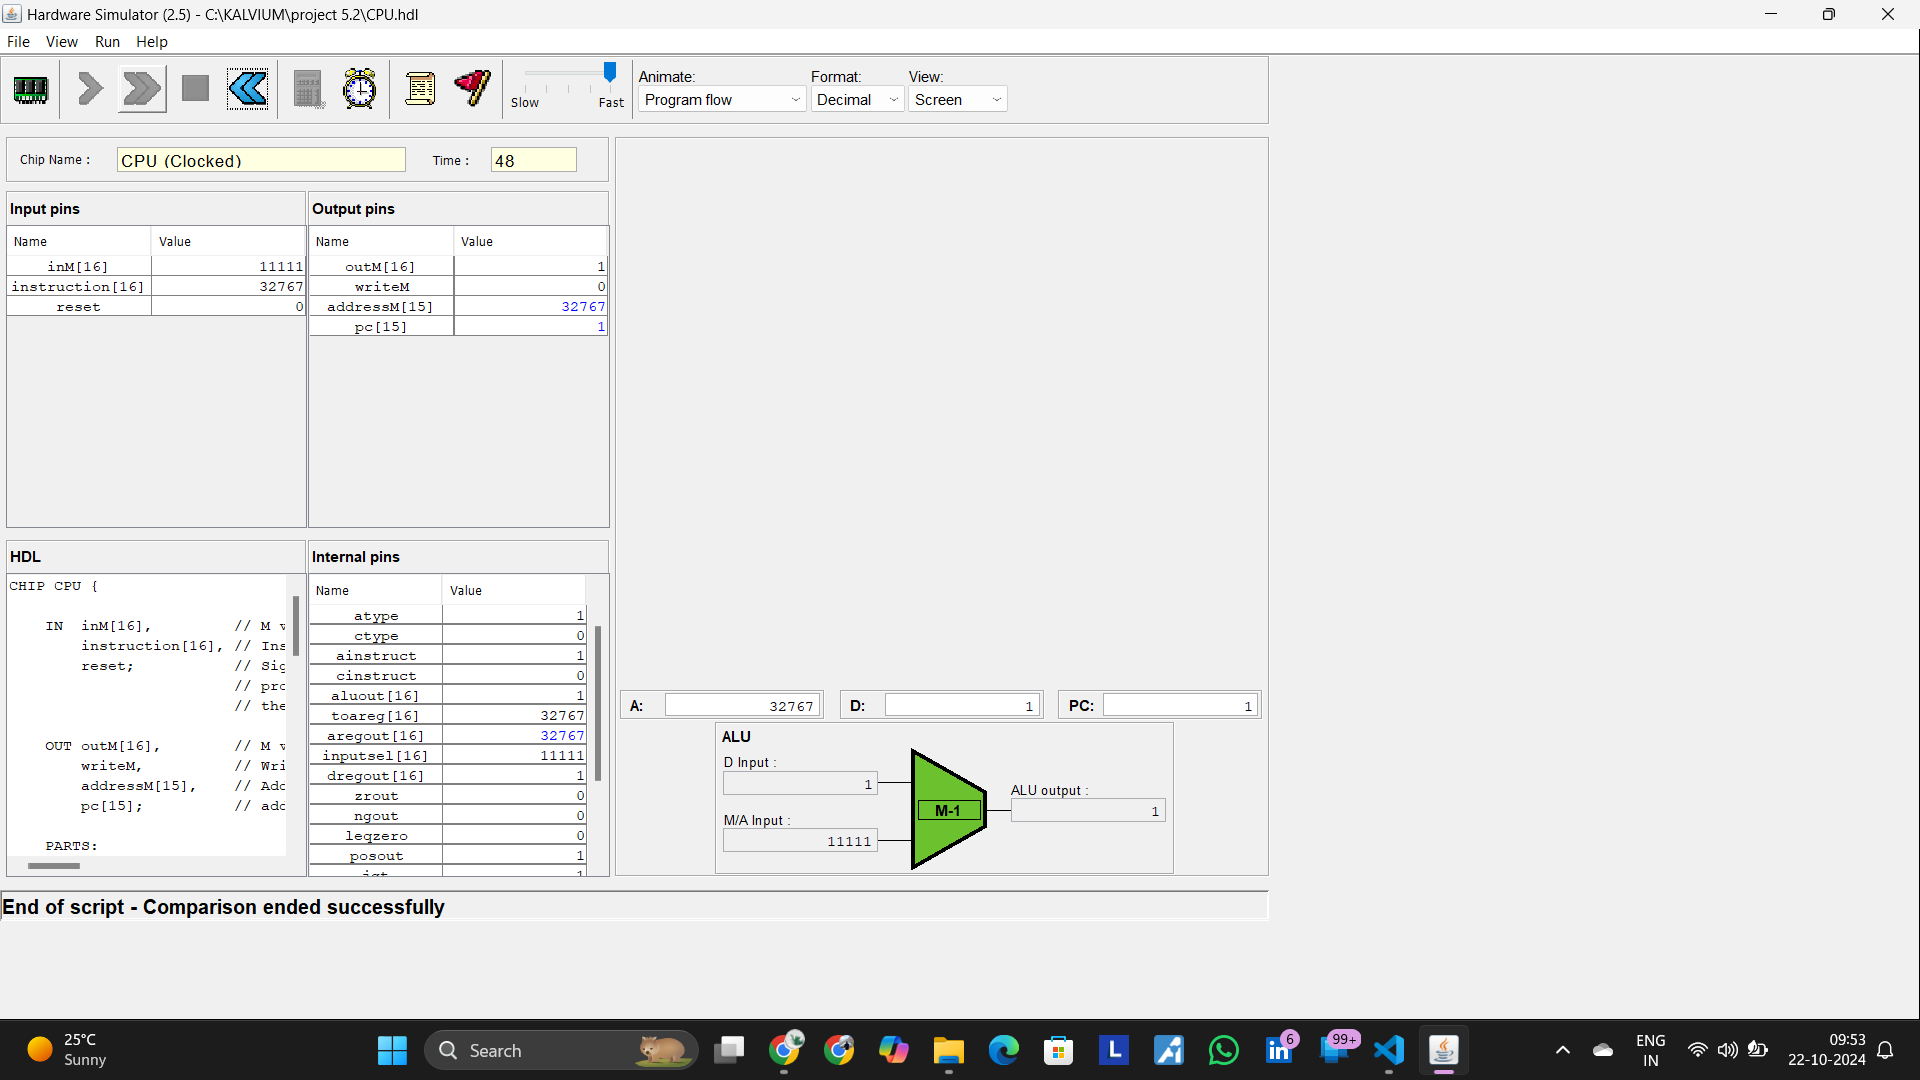 Hardware Simulator (2.5) - C:\KALVIUM\project 5.2\CPU.hdl
File View Run Help
Slow Fast
Animate: Format: View:
Program flow Decimal Screen
Chip Name : CPU (Clocked) Time : 48
Input pins
Name Value
inM[16] 11111
instruction[16] 32767
reset 0
Output pins
Name Value
outM[16] 1
writeM 0
addressM[15] 32767
pc[15] 1
HDL
CHIP CPU {
IN inM[16], // M v
instruction[16], // Ins
reset; // Sig
// pro
// the
OUT outM[16], // M v
writeM, // Wri
addressM[15], // Add
pc[15]; // add
PARTS:
Internal pins
Name Value
atype 1
ctype 0
ainstruct 1
cinstruct 0
aluout[16] 1
toareg[16] 32767
aregout[16] 32767
inputsel[16] 11111
dregout[16] 1
zrout 0
ngout 0
leqzero 0
posout 1
A: 32767 D: 1 PC: 1
ALU
D Input :
1
M/A Input :
11111
M-1
ALU output :
1
End of script - Comparison ended successfully
25°C
Sunny
Search
L
6
99+
ENG
IN
09:53
22-10-2024